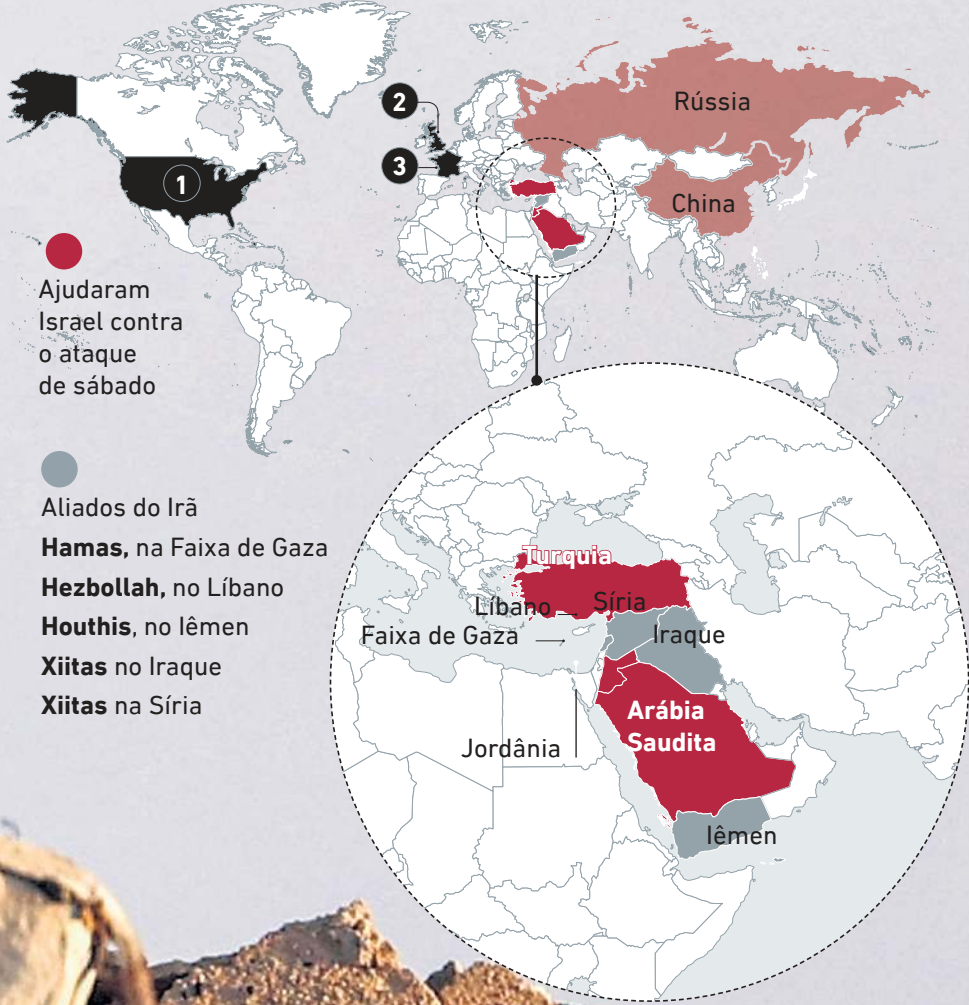 Rússia
China
1
2
3
Ajudaram
Israel contra
o ataque
de sábado
Aliados do Irã
Hamas, na Faixa de Gaza
Hezbollah, no Líbano
Houthis, no Iêmen
Xiitas no Iraque
Xiitas na Síria
Turquia
Líbano
Síria
Faixa de Gaza
Iraque
Jordânia
Arábia
Saudita
Iêmen